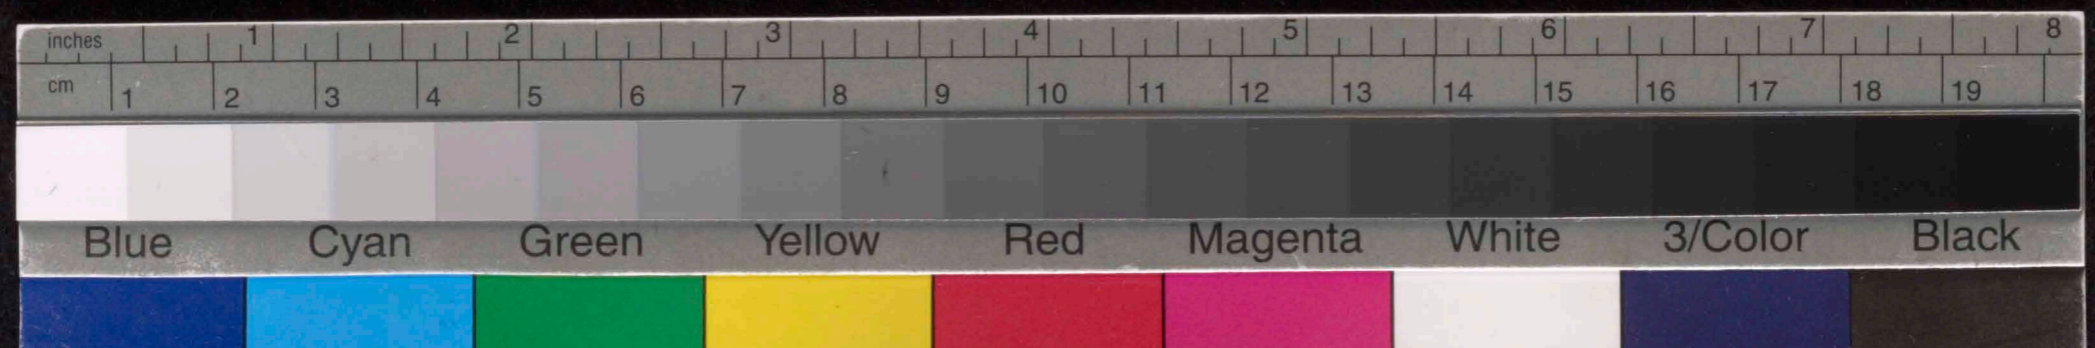 inches 1 2 3 4 5 6 7 8
cm 1 2 3 4 5 6 7 8 9 10 11 12 13 14 15 16 17 18 19
Blue Cyan Green Yellow Red Magenta White 3/Color Black